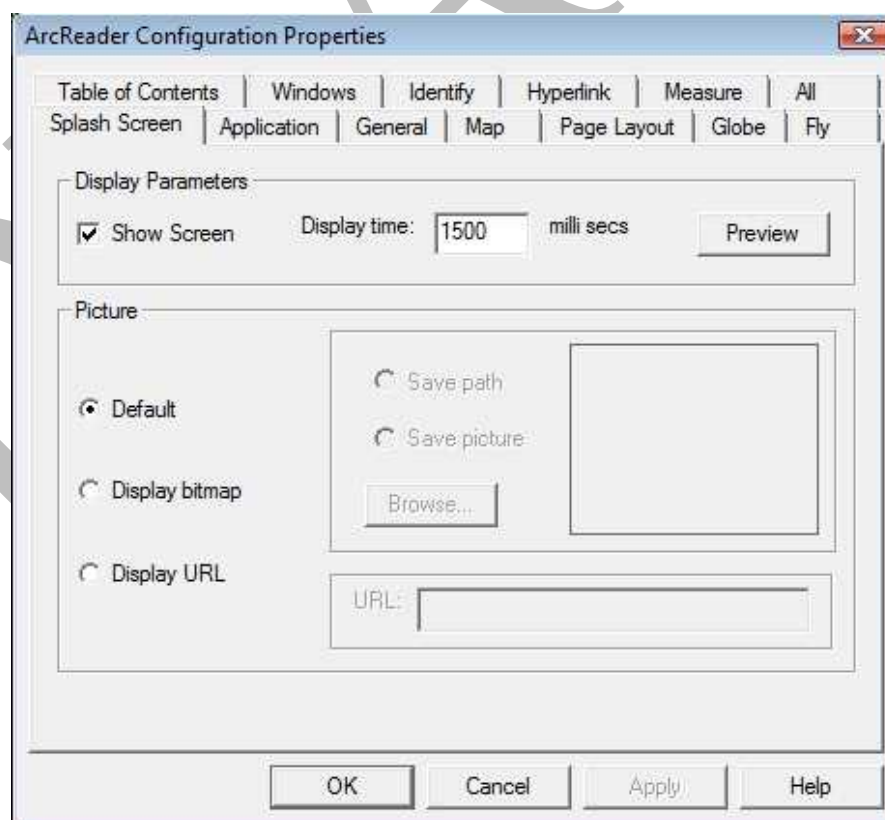 ArcReader Configuration Properties
Table of Contents Windows Identify Hyperlink Measure All
Splash Screen Application General Map Page Layout Globe Fly
Display Parameters
Show Screen Display time: 1500 milli secs Preview
Picture
Save path
Default
Save picture
Display bitmap
Browse...
Display URL
URL:
OK Cancel Apply Help